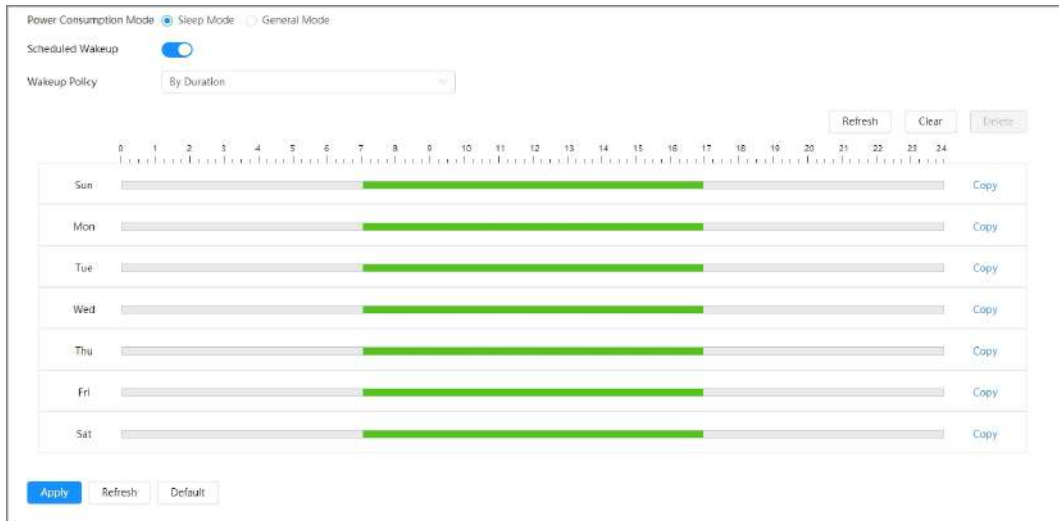 Power Consumption Mode Sleep Mode General Mode
Scheduled Wakeup
Wakeup Policy By Duration
Refresh Clear Delete
0 1 2 3 4 5 6 7 8 9 10 11 12 13 14 15 16 17 18 19 20 21 22 23 24
Sun Copy
Mon Copy
Tue Copy
Wed Copy
Thu Copy
Fri Copy
Sat Copy
Apply Refresh Default